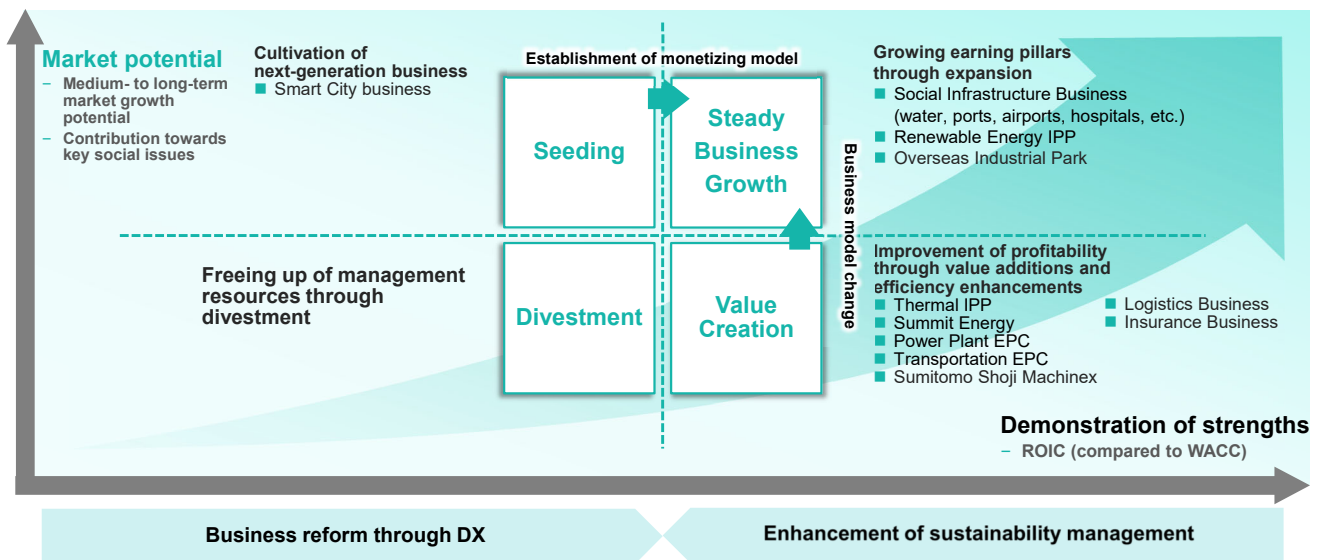 Market potential
– Medium- to long-term
market growth
potential
– Contribution towards
key social issues
Cultivation of
next-generation business
■ Smart City business
Establishment of monetizing model
Growing earning pillars
through expansion
■ Social Infrastructure Business
(water, ports, airports, hospitals, etc.)
■ Renewable Energy IPP
■ Overseas Industrial Park
Seeding
Steady
Business
Growth
Business model change
Freeing up of management
resources through
divestment
Divestment
Value
Creation
Improvement of profitability
through value additions and
efficiency enhancements
■ Thermal IPP
■ Summit Energy
■ Power Plant EPC
■ Transportation EPC
■ Sumitomo Shoji Machinex
■ Logistics Business
■ Insurance Business
Demonstration of strengths
– ROIC (compared to WACC)
Business reform through DX
Enhancement of sustainability management